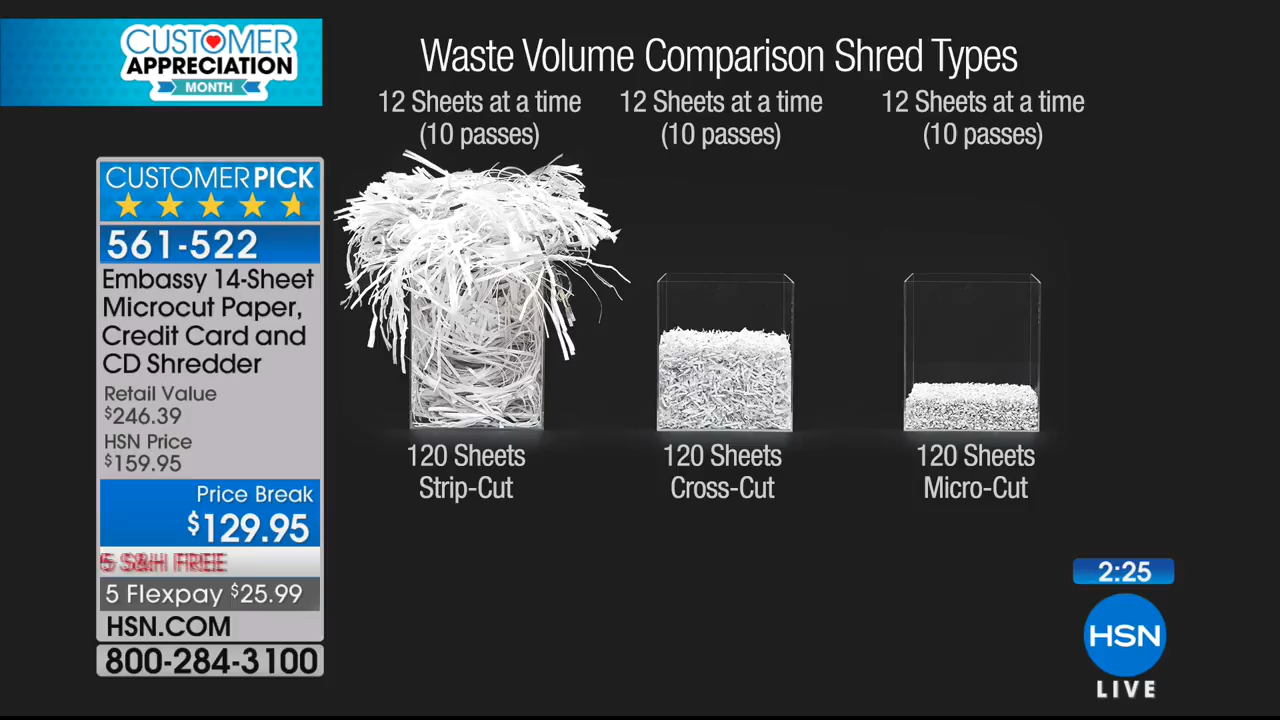 CUSTOMER
APPRECIATION
MONTH
Waste Volume Comparison Shred Types
12 Sheets at a time
(10 passes)
12 Sheets at a time
(10 passes)
12 Sheets at a time
(10 passes)
CUSTOMER PICK
561-522
Embassy 14-Sheet
Microcut Paper,
Credit Card and
CD Shredder
Retail Value
$246.39
HSN Price
$159.95
Price Break
$129.95
S&H FREE
5 Flexpay $25.99
HSN.COM
800-284-3100
120 Sheets
Strip-Cut
120 Sheets
Cross-Cut
120 Sheets
Micro-Cut
2:25
HSN
LIVE